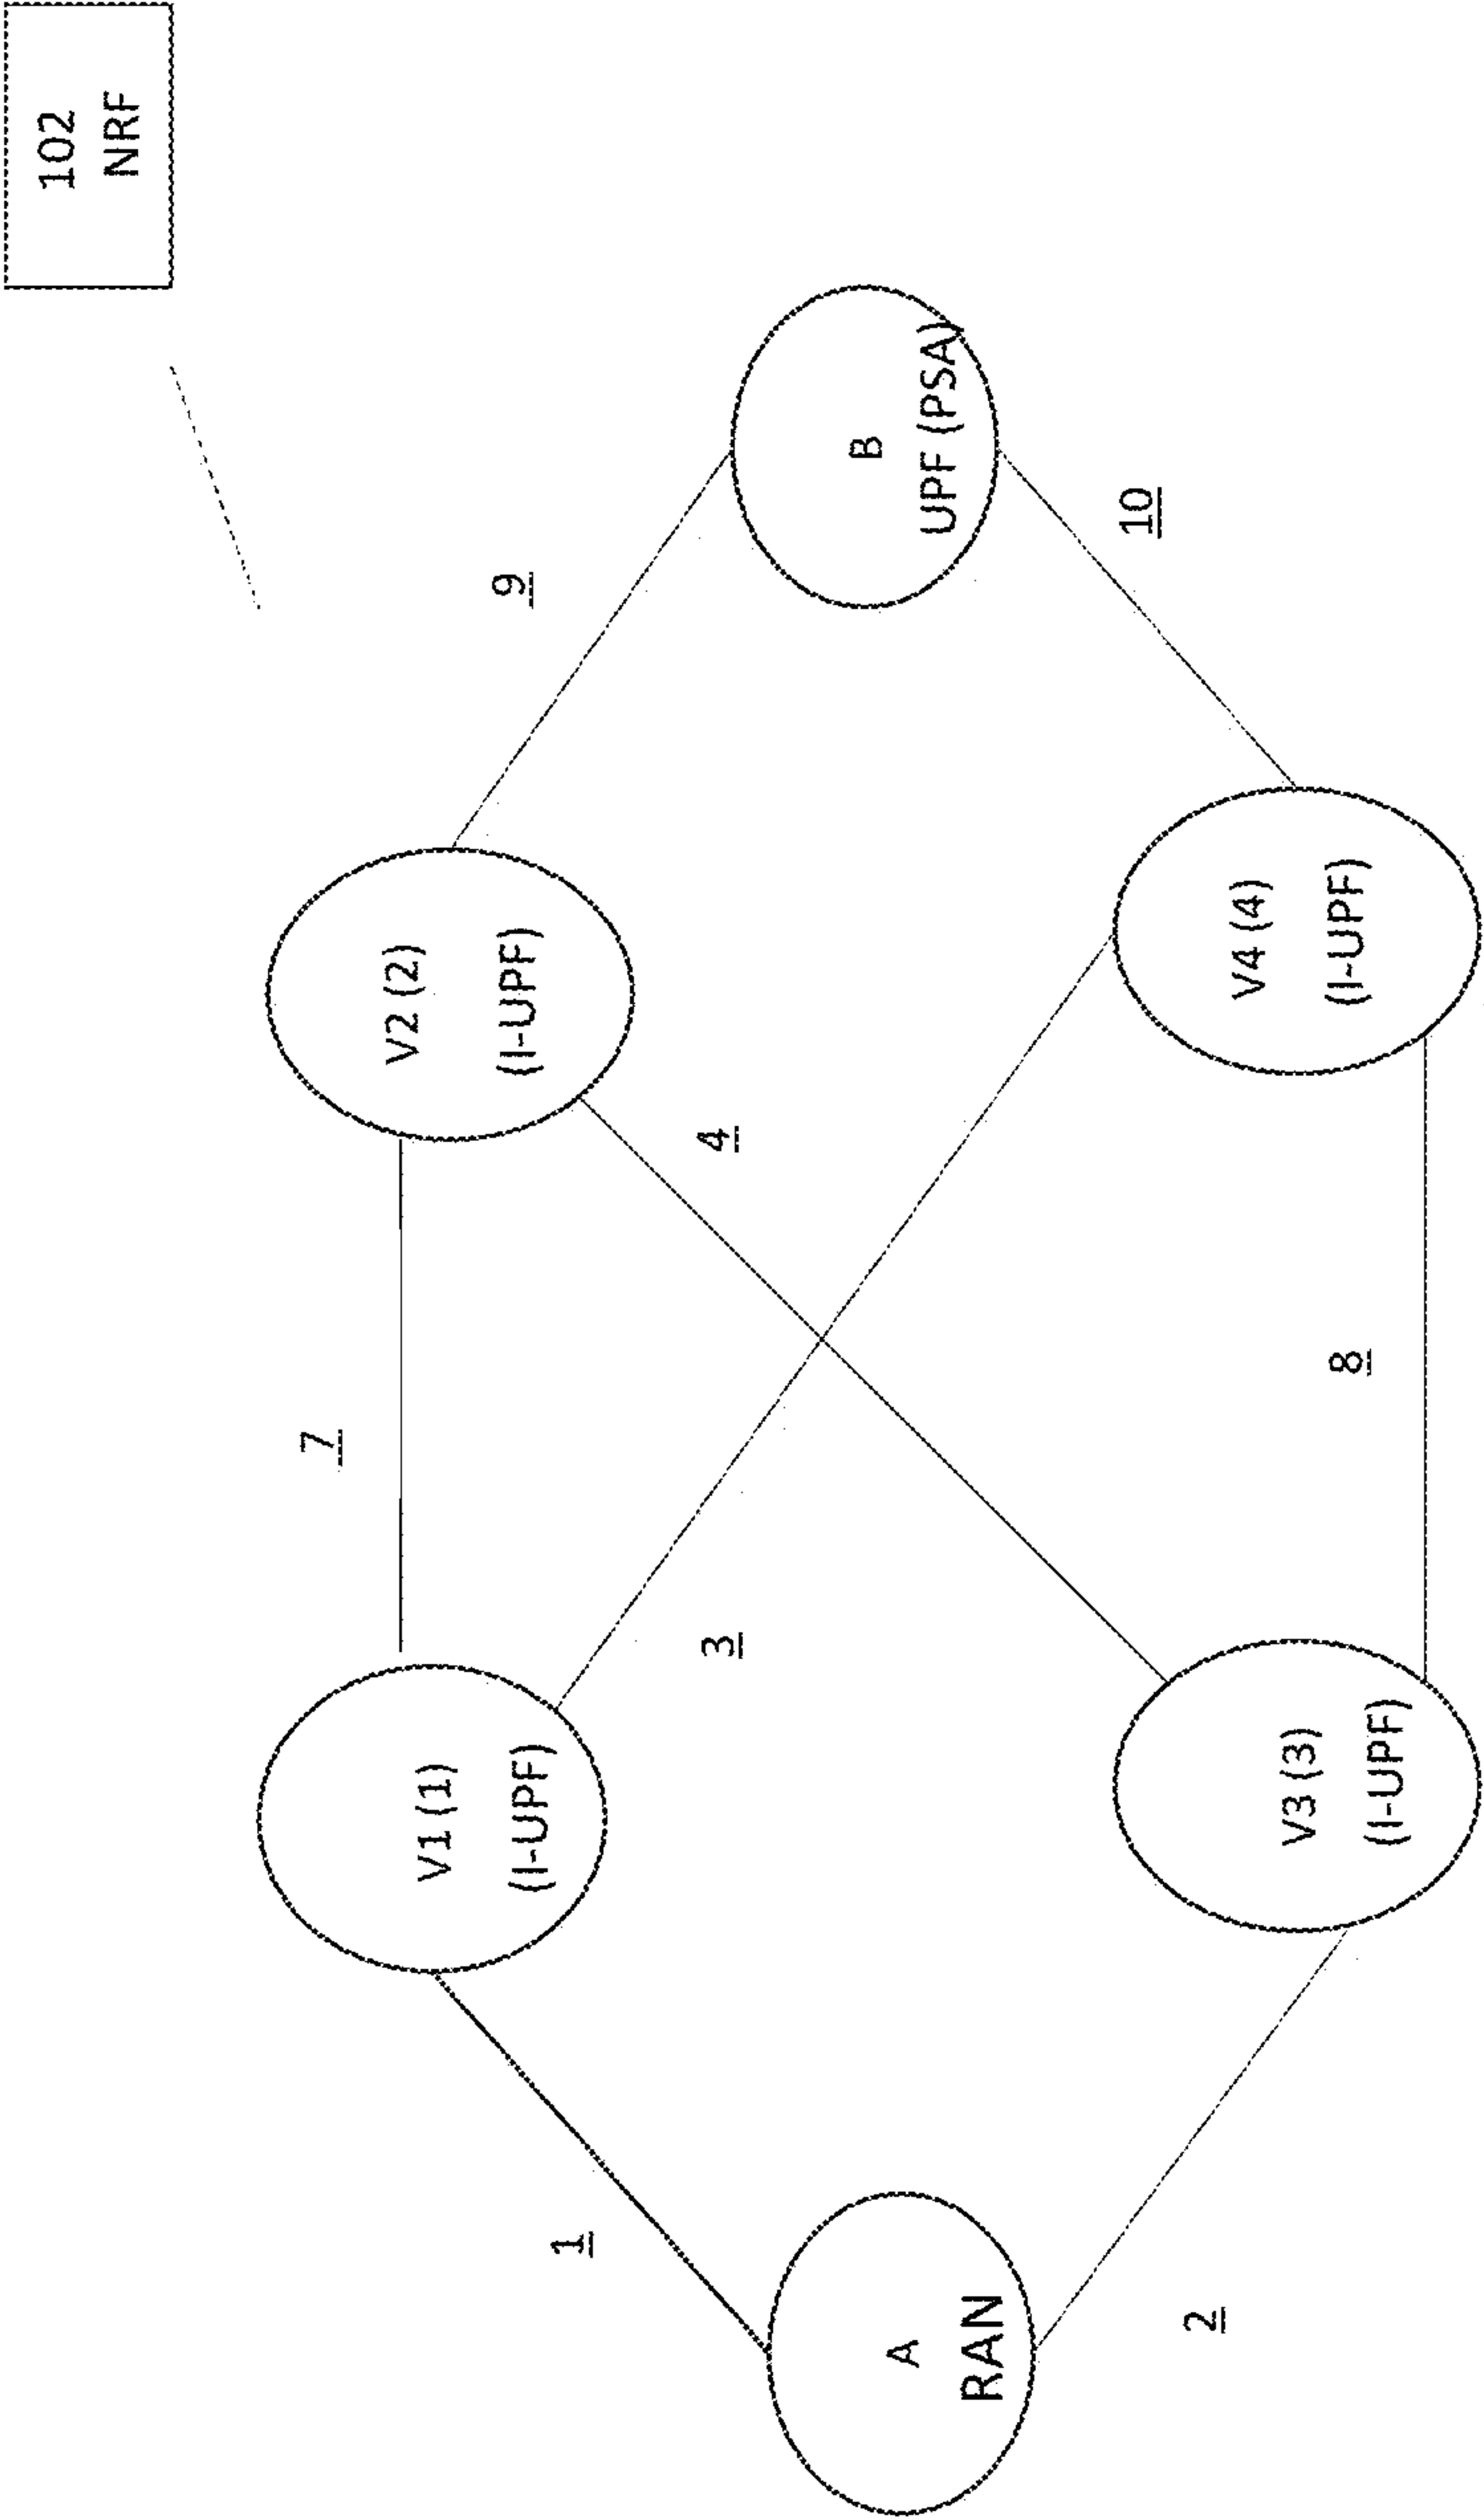 102
NRF
9
B
UPF (PSA)
10
V2 (2)
(I-UPF)
4
V4 (4)
(I-UPF)
7
3
8
V1 (1)
(I-UPF)
V3 (3)
(I-UPF)
1
A
RAN
2